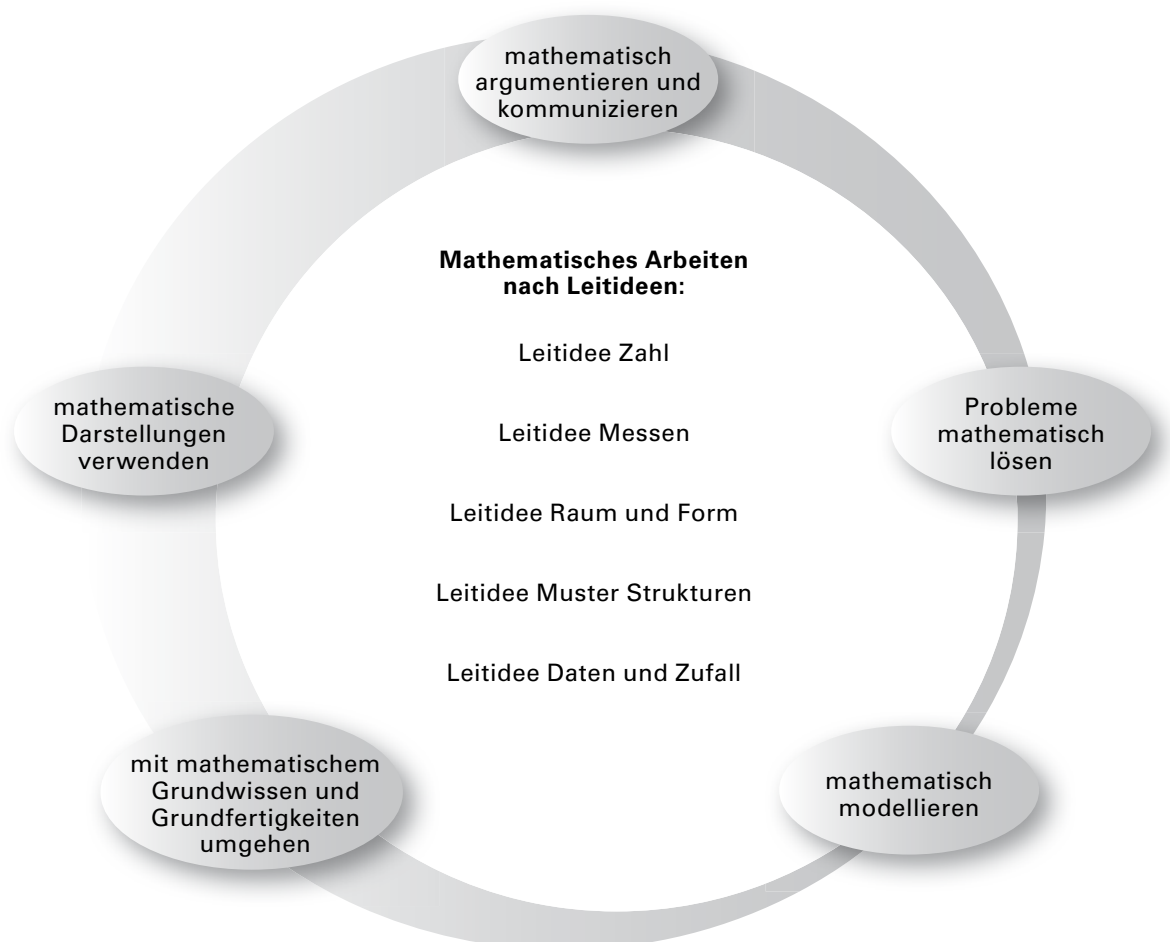 mathematisch
argumentieren und
kommunizieren
Mathematisches Arbeiten
nach Leitideen:
Leitidee Zahl
mathematische
Darstellungen
verwenden
Probleme
mathematisch
lösen
Leitidee Messen
Leitidee Raum und Form
Leitidee Muster Strukturen
Leitidee Daten und Zufall
mit mathematischem
Grundwissen und
Grundfertigkeiten
umgehen
mathematisch
modellieren